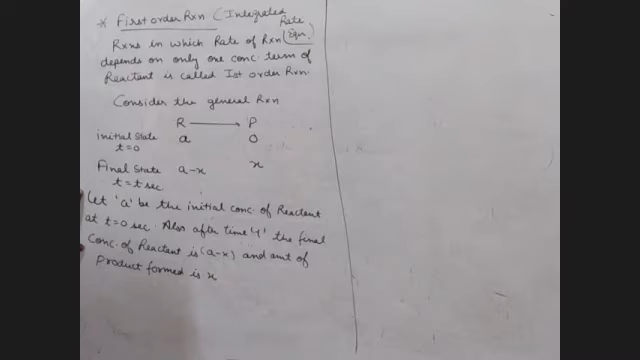 * First order Rxn (Integrated
Rate
Eqn.)
Rxns in which Rate of Rxn
depends on only one conc. term of
Reactant is called Ist order Rxn.
Consider the general Rxn
R ⟶ P
initial state a 0
t=0
Final State a-x x
t = t sec
Let 'a' be the initial conc. of Reactant
at t=0 sec. Also after time 't' the final
Conc. of Reactant is (a-x) and amt of
Product formed is x